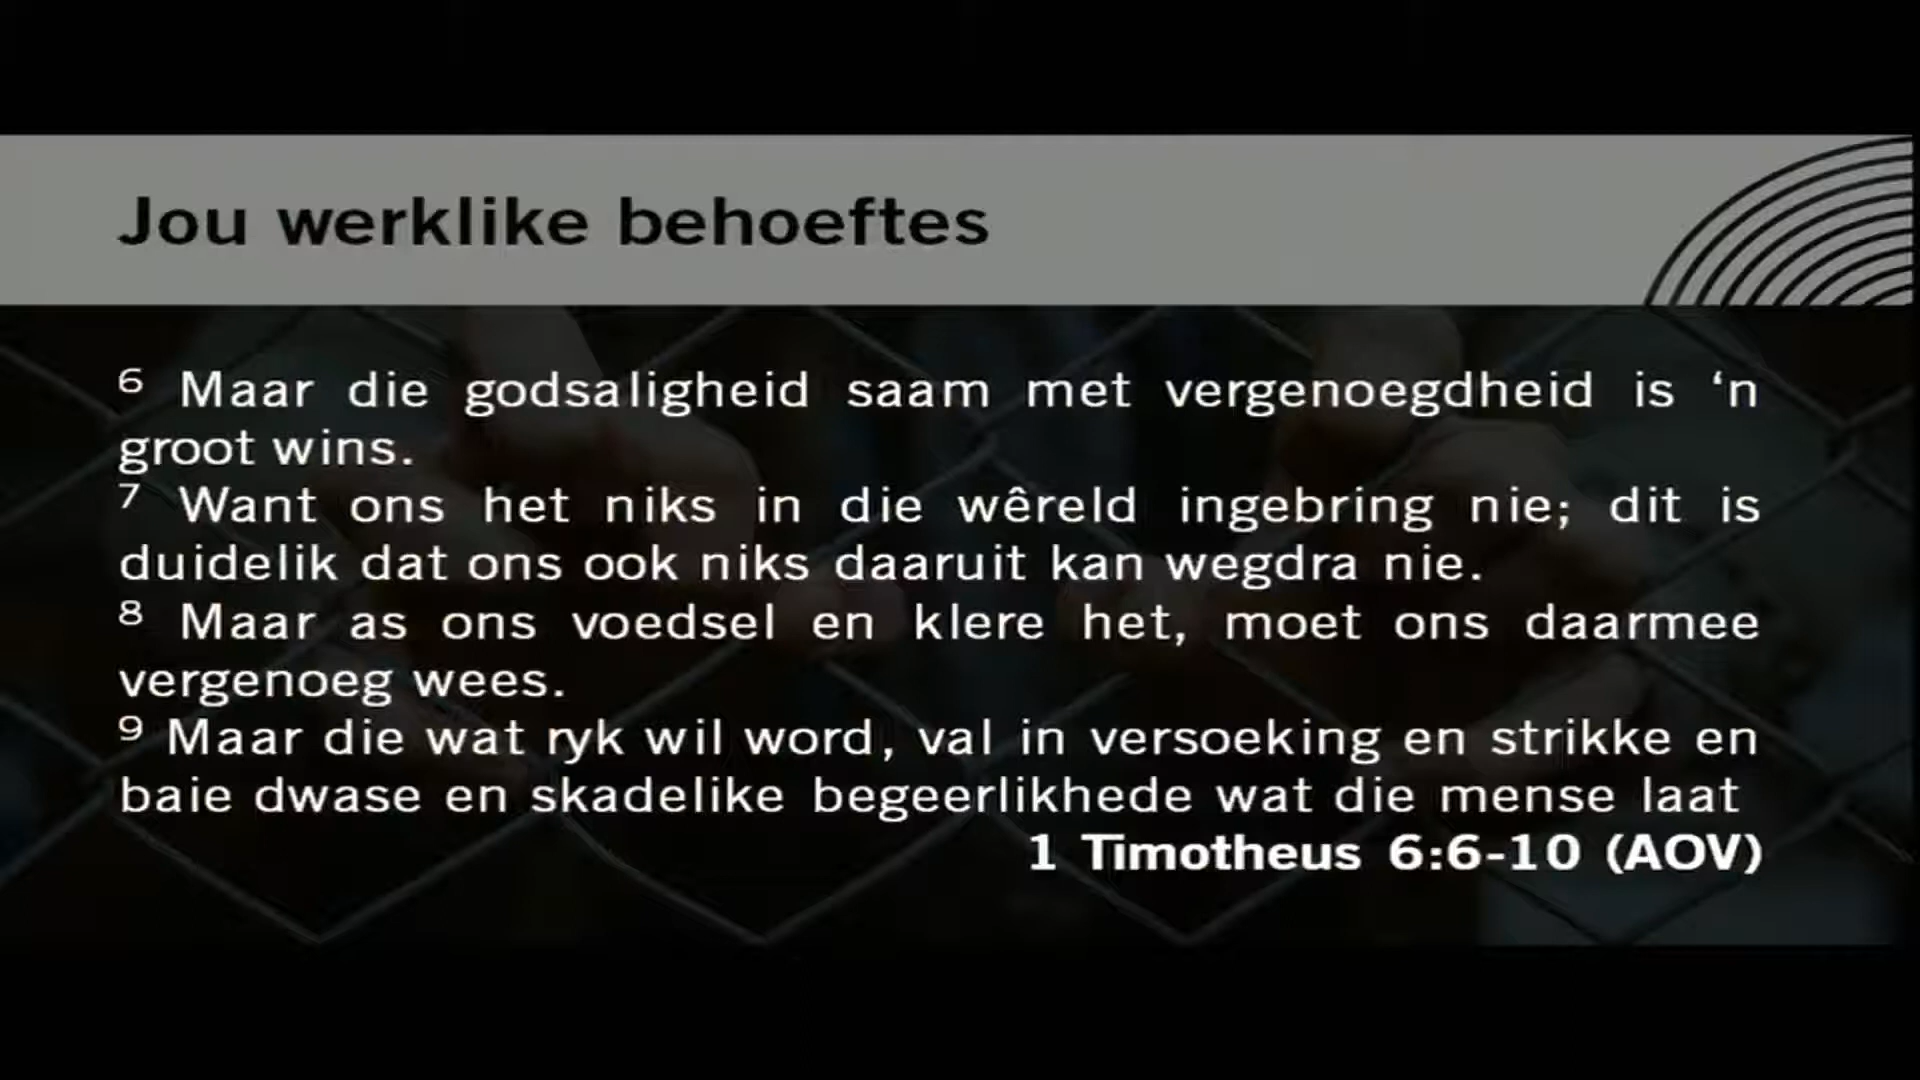 Jou werklike behoeftes
6 Maar die godsaligheid saam met vergenoegdheid is ‘n
groot wins.
7 Want ons het niks in die wêreld ingebring nie; dit is
duidelik dat ons ook niks daaruit kan wegdra nie.
8 Maar as ons voedsel en klere het, moet ons daarmee
vergenoeg wees.
9 Maar die wat ryk wil word, val in versoeking en strikke en
baie dwase en skadelike begeerlikhede wat die mense laat
1 Timotheus 6:6-10 (AOV)